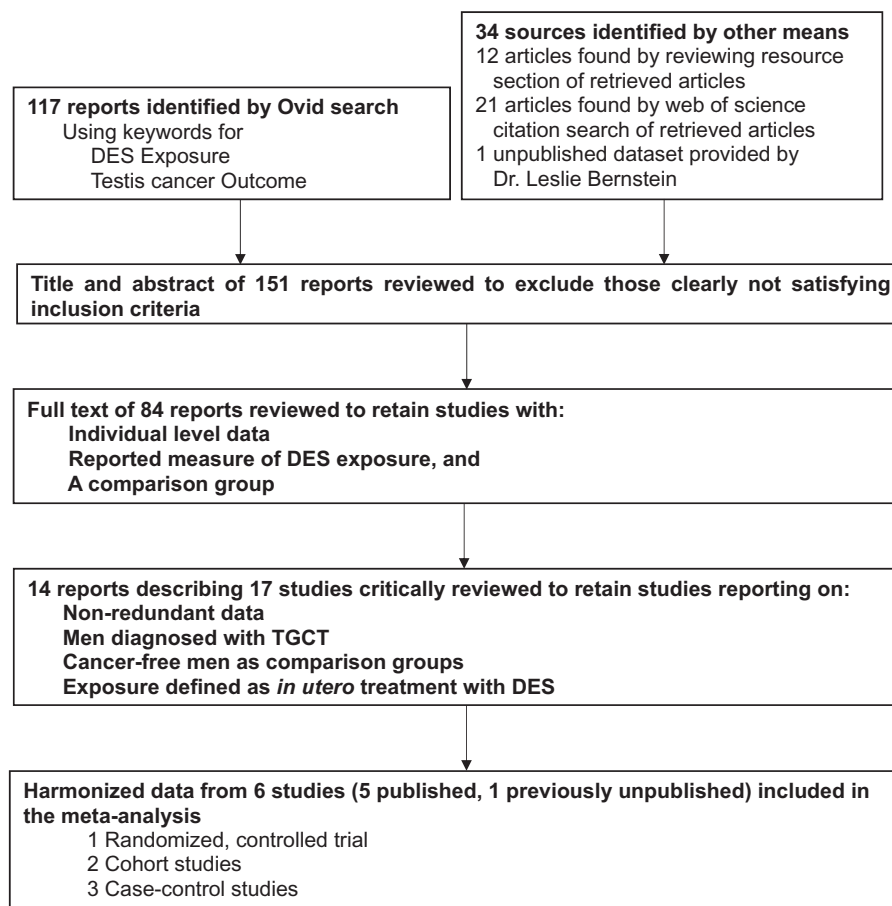 117 reports identified by Ovid search
Using keywords for
DES Exposure
Testis cancer Outcome
34 sources identified by other means
12 articles found by reviewing resource
section of retrieved articles
21 articles found by web of science
citation search of retrieved articles
1 unpublished dataset provided by
Dr. Leslie Bernstein
Title and abstract of 151 reports reviewed to exclude those clearly not satisfying
inclusion criteria
Full text of 84 reports reviewed to retain studies with:
Individual level data
Reported measure of DES exposure, and
A comparison group
14 reports describing 17 studies critically reviewed to retain studies reporting on:
Non-redundant data
Men diagnosed with TGCT
Cancer-free men as comparison groups
Exposure defined as in utero treatment with DES
Harmonized data from 6 studies (5 published, 1 previously unpublished) included in
the meta-analysis
1 Randomized, controlled trial
2 Cohort studies
3 Case-control studies